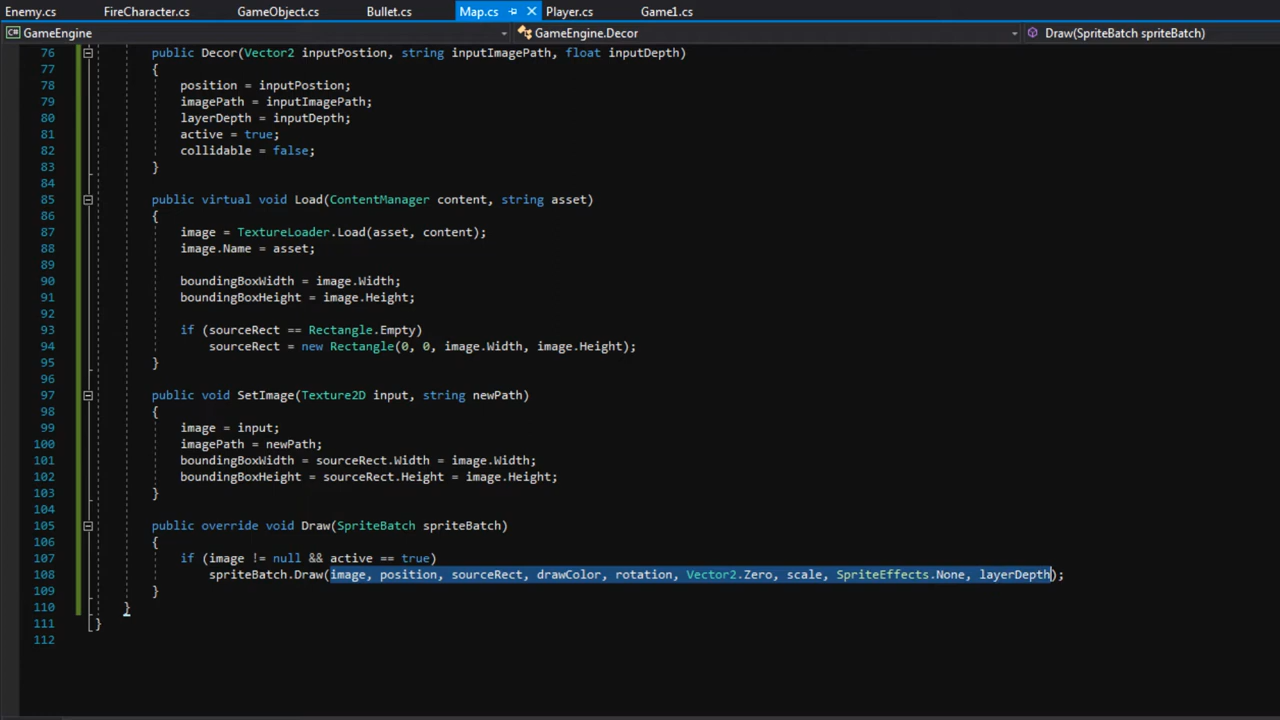 Enemy.cs FireCharacter.cs GameObject.cs Bullet.cs Map.cs Player.cs Game1.cs
GameEngine GameEngine.Decor Draw(SpriteBatch spriteBatch)
76 public Decor(Vector2 inputPostion, string inputImagePath, float inputDepth)
77 {
78 position = inputPostion;
79 imagePath = inputImagePath;
80 layerDepth = inputDepth;
81 active = true;
82 collidable = false;
83 }
84
85 public virtual void Load(ContentManager content, string asset)
86 {
87 image = TextureLoader.Load(asset, content);
88 image.Name = asset;
89
90 boundingBoxWidth = image.Width;
91 boundingBoxHeight = image.Height;
92
93 if (sourceRect == Rectangle.Empty)
94 sourceRect = new Rectangle(0, 0, image.Width, image.Height);
95 }
96
97 public void SetImage(Texture2D input, string newPath)
98 {
99 image = input;
100 imagePath = newPath;
101 boundingBoxWidth = sourceRect.Width = image.Width;
102 boundingBoxHeight = sourceRect.Height = image.Height;
103 }
104
105 public override void Draw(SpriteBatch spriteBatch)
106 {
107 if (image != null && active == true)
108 spriteBatch.Draw(image, position, sourceRect, drawColor, rotation, Vector2.Zero, scale, SpriteEffects.None, layerDepth);
109 }
110 }
111 }
112